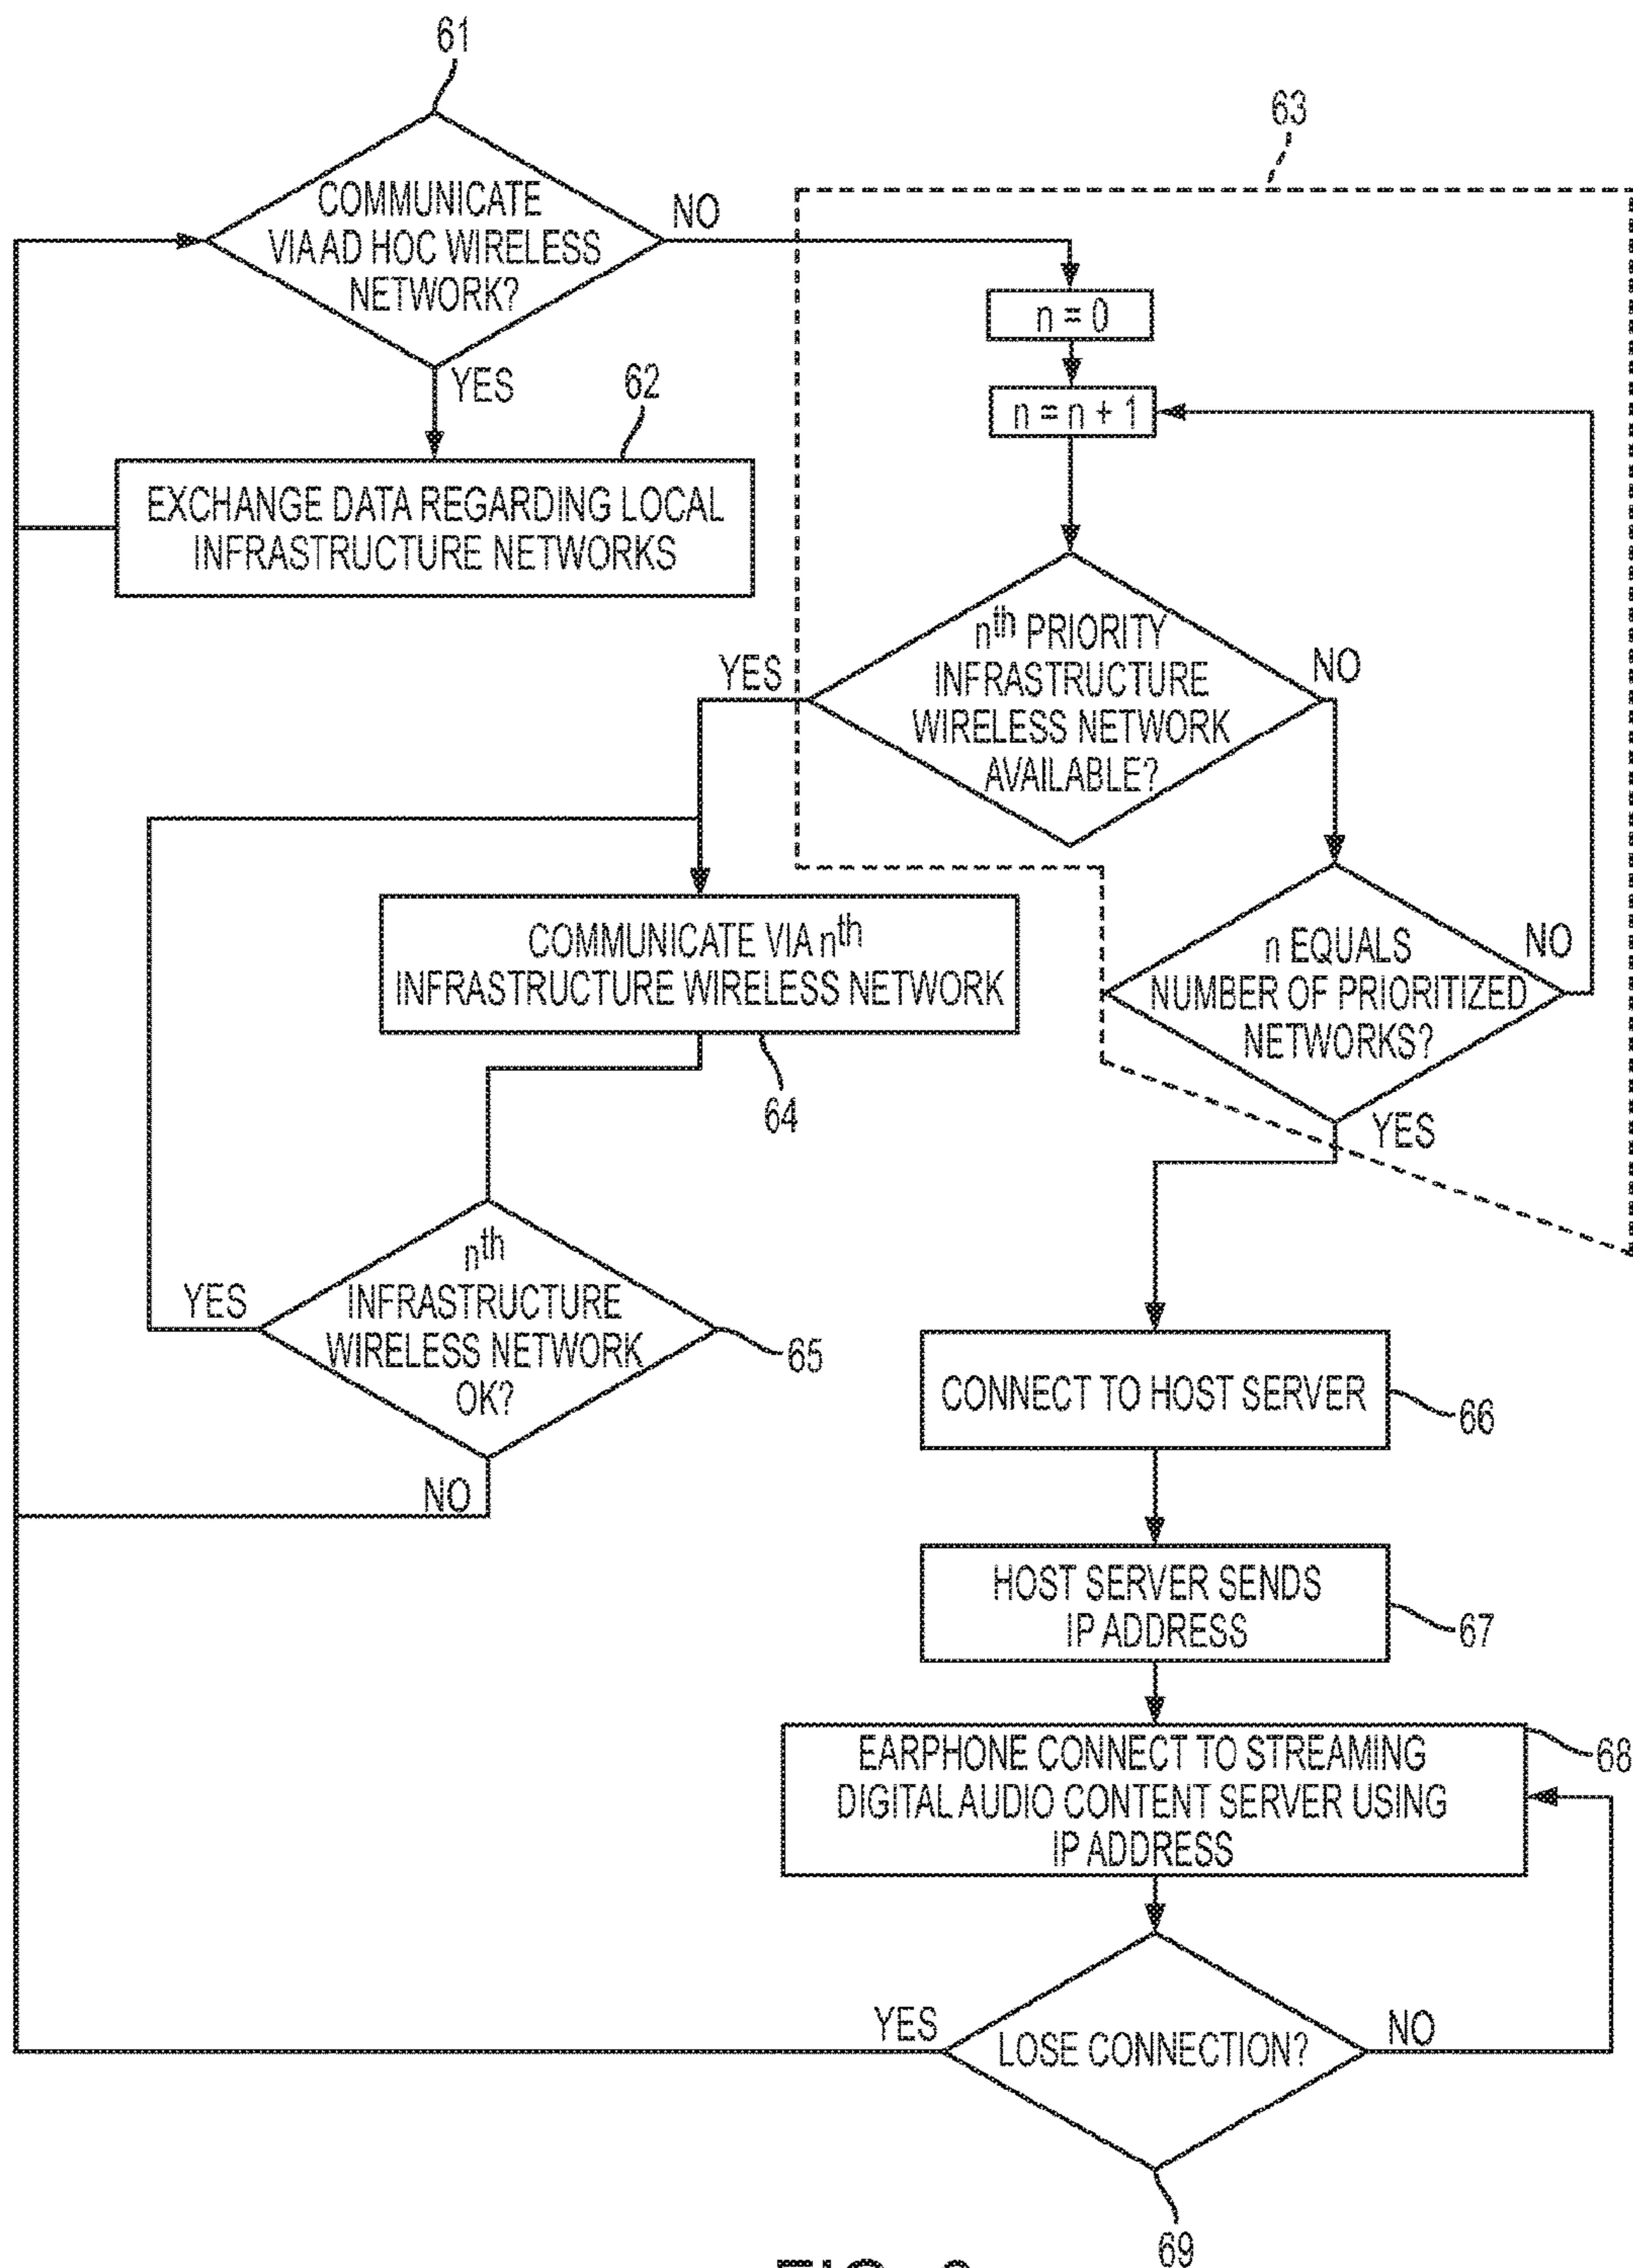 61
COMMUNICATE
VIA AD HOC WIRELESS
NETWORK?
NO
YES
63
n = 0
n = n + 1
62
EXCHANGE DATA REGARDING LOCAL
INFRASTRUCTURE NETWORKS
nth PRIORITY
INFRASTRUCTURE
WIRELESS NETWORK
AVAILABLE?
YES
NO
COMMUNICATE VIA nth
INFRASTRUCTURE WIRELESS NETWORK
64
n EQUALS
NUMBER OF PRIORITIZED
NETWORKS?
NO
YES
nth
INFRASTRUCTURE
WIRELESS NETWORK
OK?
YES
65
NO
CONNECT TO HOST SERVER
66
HOST SERVER SENDS
IP ADDRESS
67
EARPHONE CONNECT TO STREAMING
DIGITAL AUDIO CONTENT SERVER USING
IP ADDRESS
68
LOSE CONNECTION?
YES
NO
69